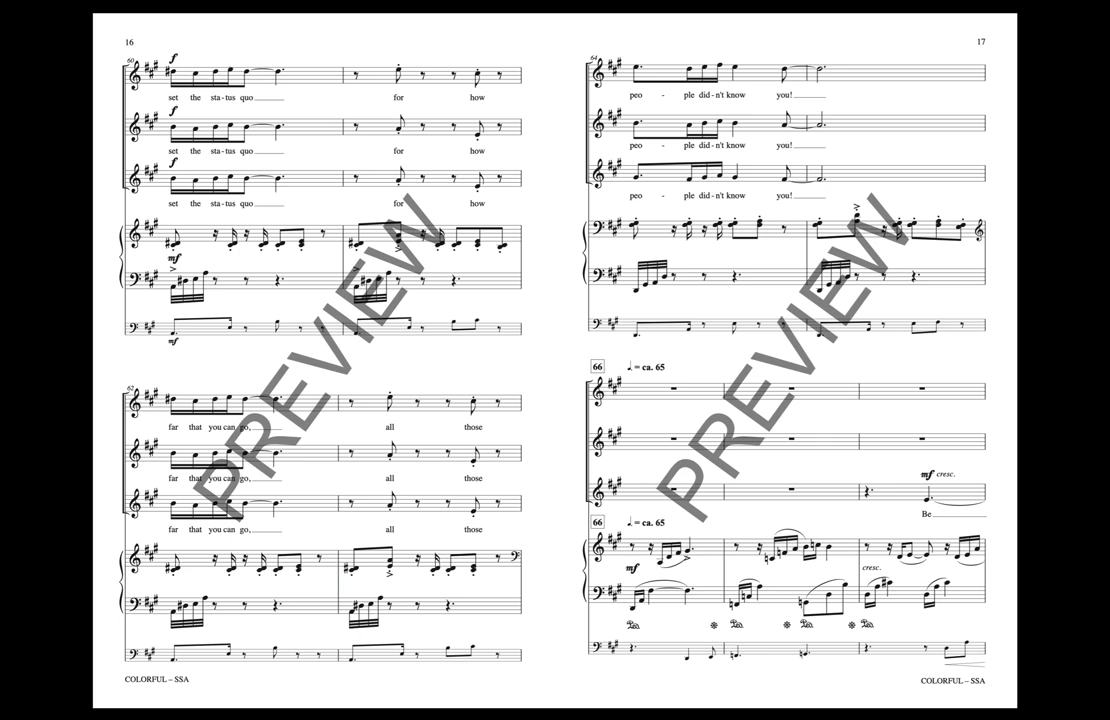 16
60
f
set the sta - tus quo for how
f
set the sta - tus quo for how
f
set the sta - tus quo for how
mf
mf
62
far that you can go, all those
far that you can go, all those
far that you can go, all those
COLORFUL – SSA
PREVIEW
17
64
peo - ple did - n't know you!
peo - ple did - n't know you!
peo - ple did - n't know you!
66 ♩. = ca. 65
mf cresc.
Be
66 ♩. = ca. 65
mf
cresc.
COLORFUL – SSA
PREVIEW